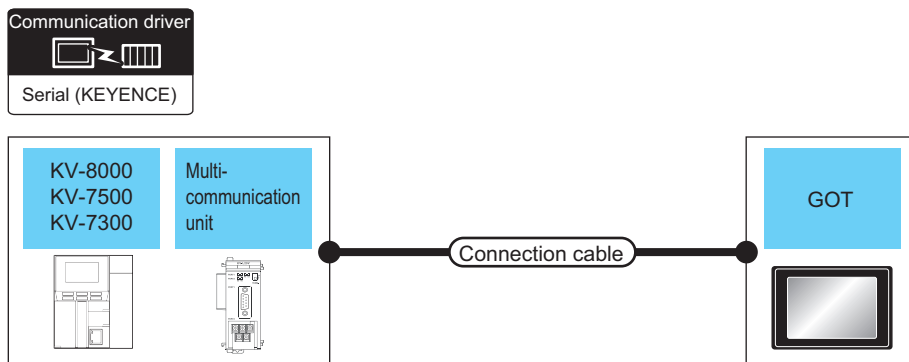 Communication driver
Serial (KEYENCE)
KV-8000
KV-7500
KV-7300
Multi-
communication
unit
Connection cable
GOT